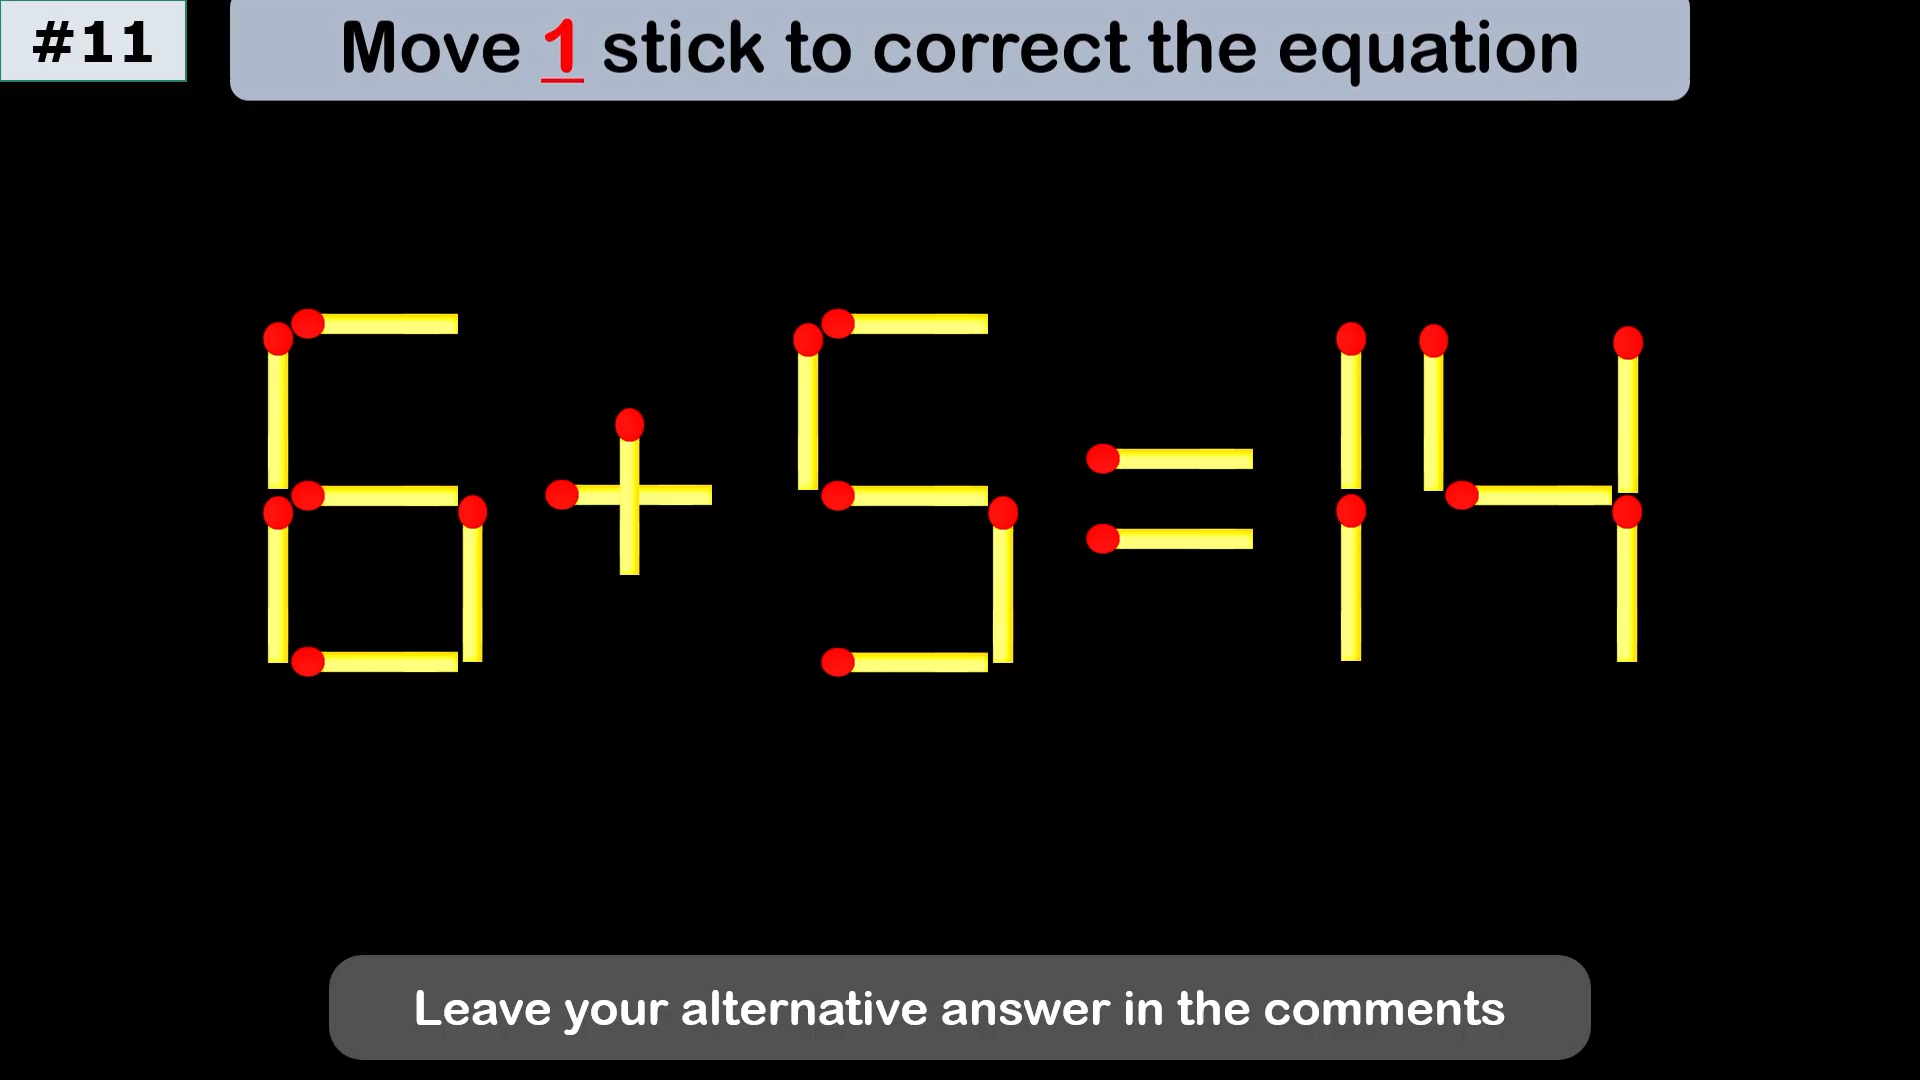 #11
Move 1 stick to correct the equation
6+5=14
Leave your alternative answer in the comments